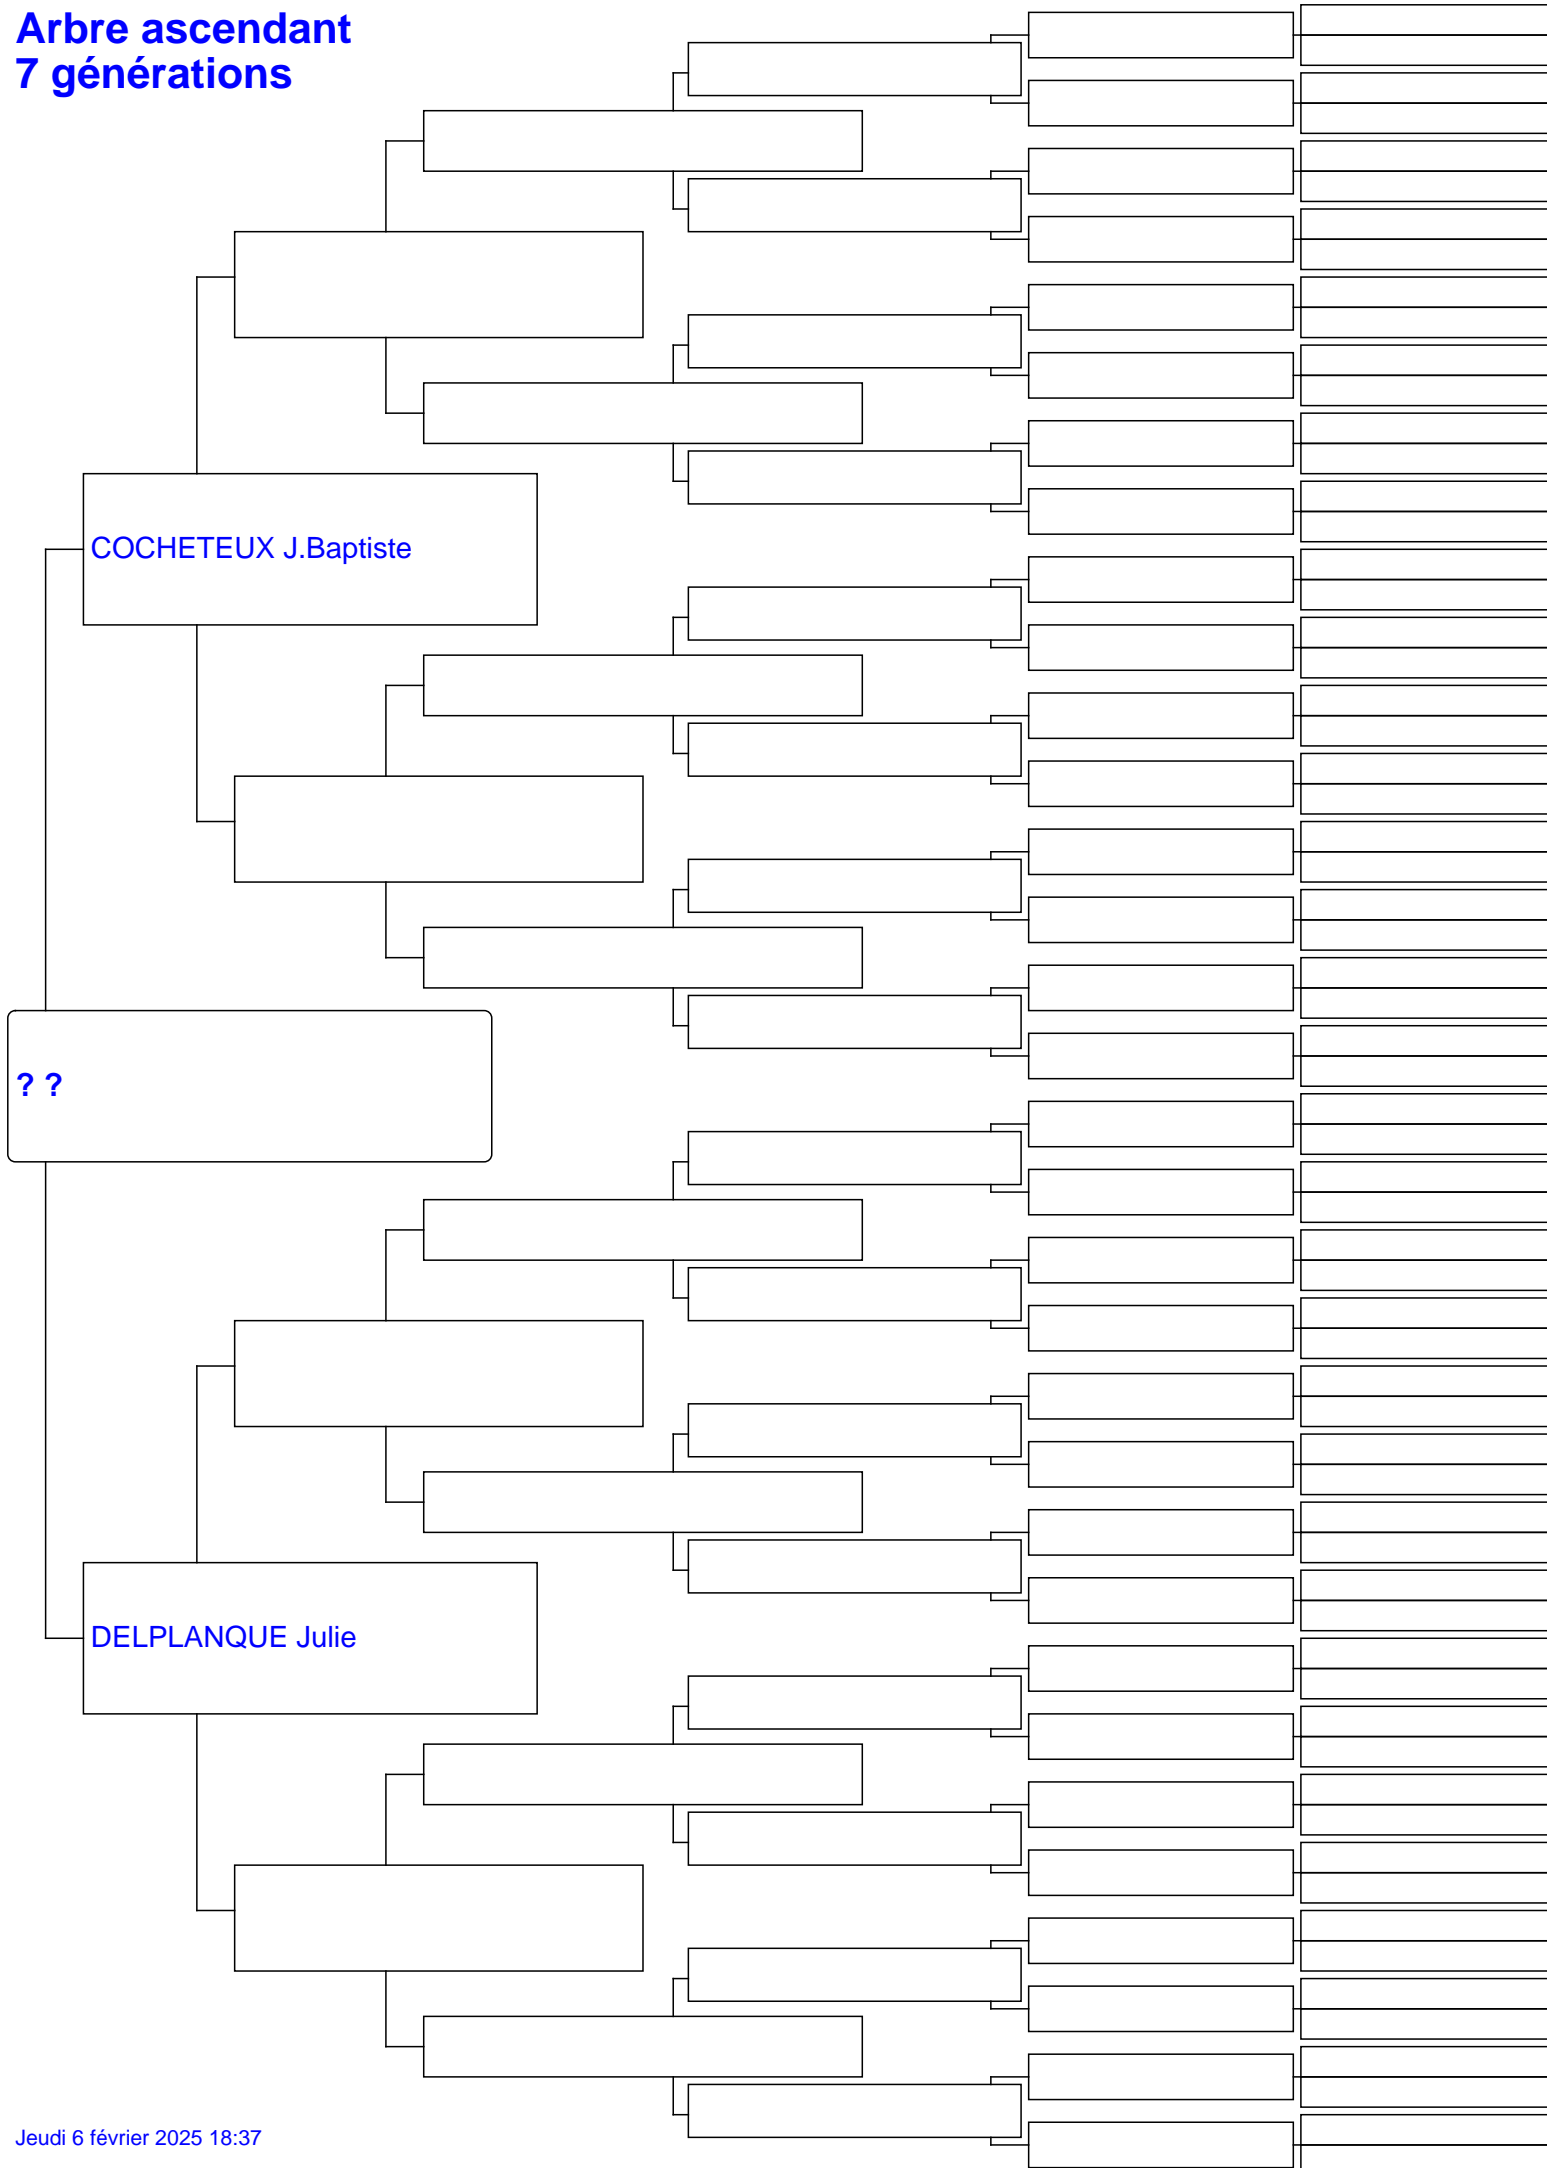 Arbre ascendant
7 générations
COCHETEUX J.Baptiste
? ?
DELPLANQUE Julie
Jeudi 6 février 2025 18:37